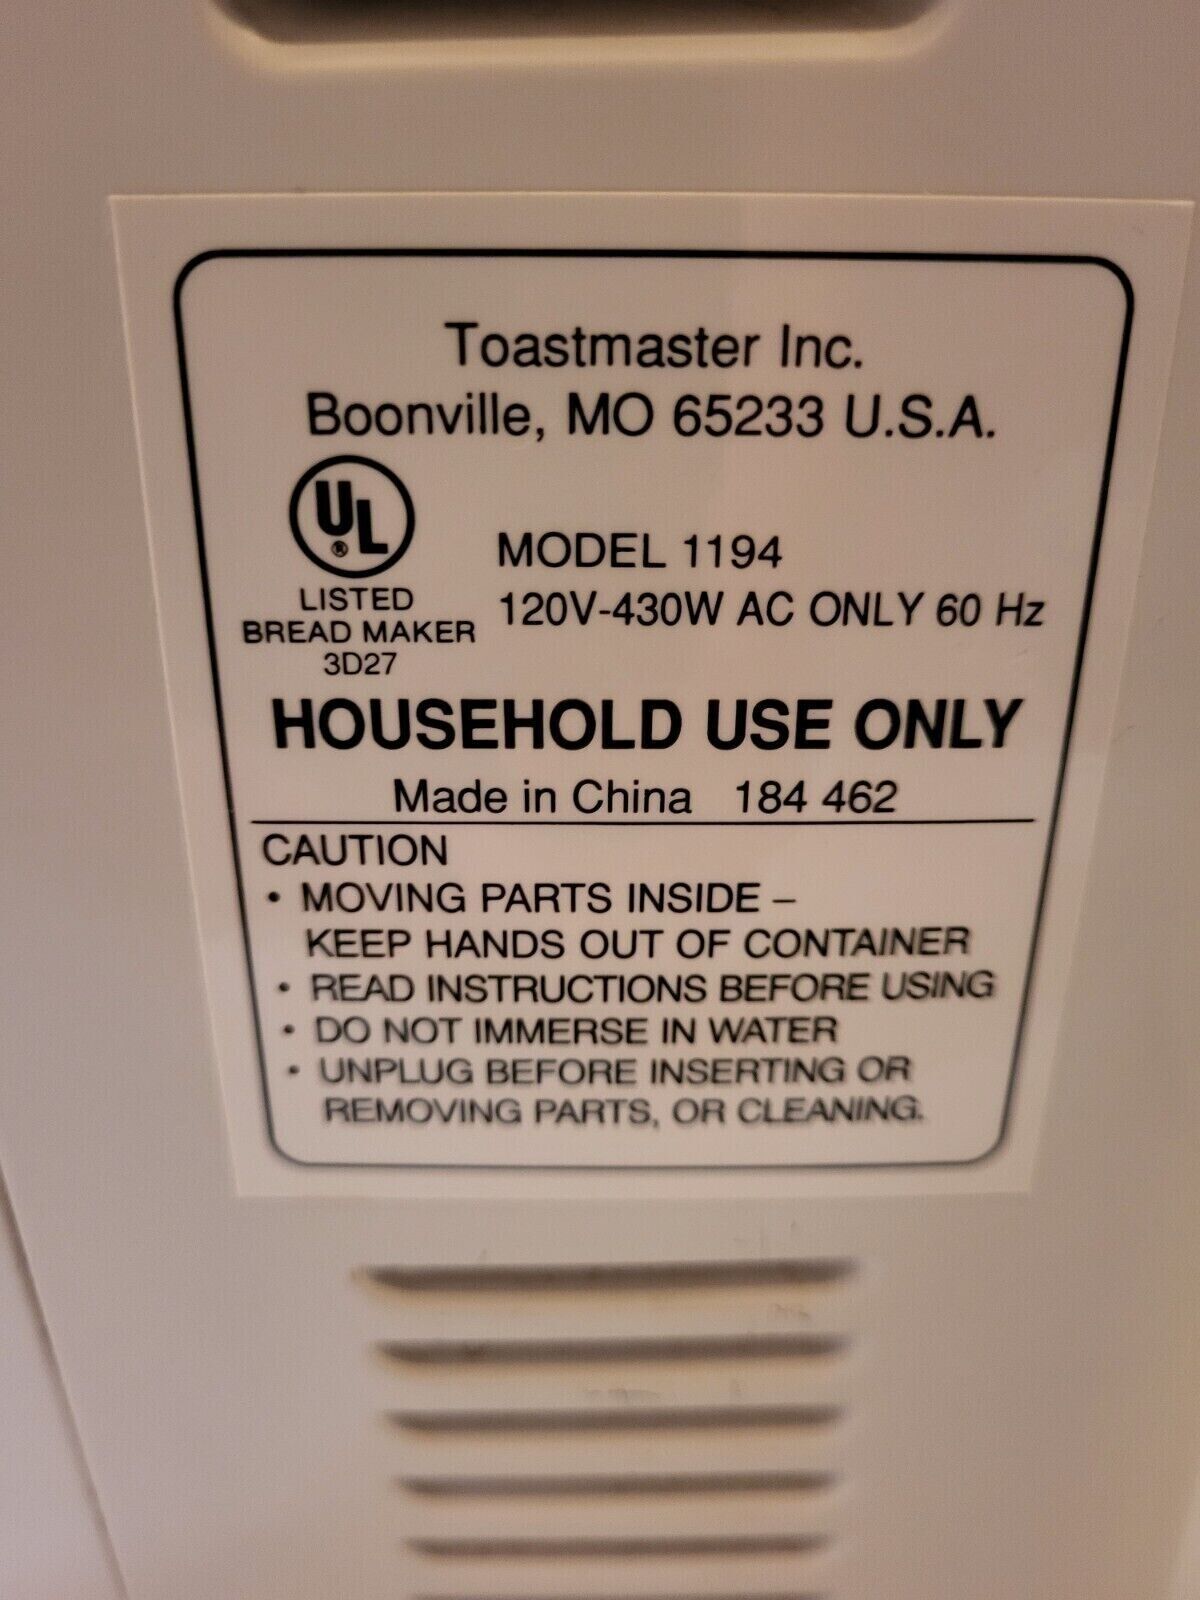 Toastmaster Inc.
Boonville, MO 65233 U.S.A.
UL
®
LISTED
BREAD MAKER
3D27
MODEL 1194
120V-430W AC ONLY 60 Hz
HOUSEHOLD USE ONLY
Made in China 184 462
CAUTION
• MOVING PARTS INSIDE –
KEEP HANDS OUT OF CONTAINER
• READ INSTRUCTIONS BEFORE USING
• DO NOT IMMERSE IN WATER
• UNPLUG BEFORE INSERTING OR
REMOVING PARTS, OR CLEANING.